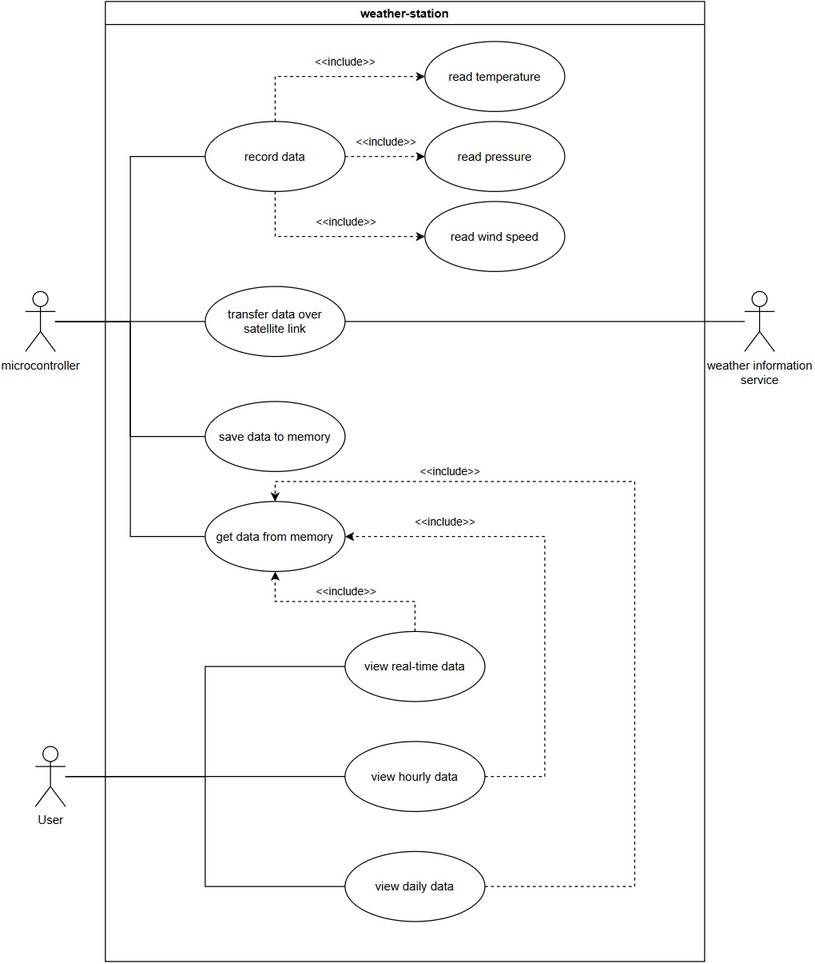 weather-station
<<include>>
read temperature
record data
<<include>>
read pressure
<<include>>
read wind speed
transfer data over
satellite link
microcontroller
weather information
service
save data to memory
<<include>>
get data from memory
<<include>>
<<include>>
view real-time data
view hourly data
User
view daily data